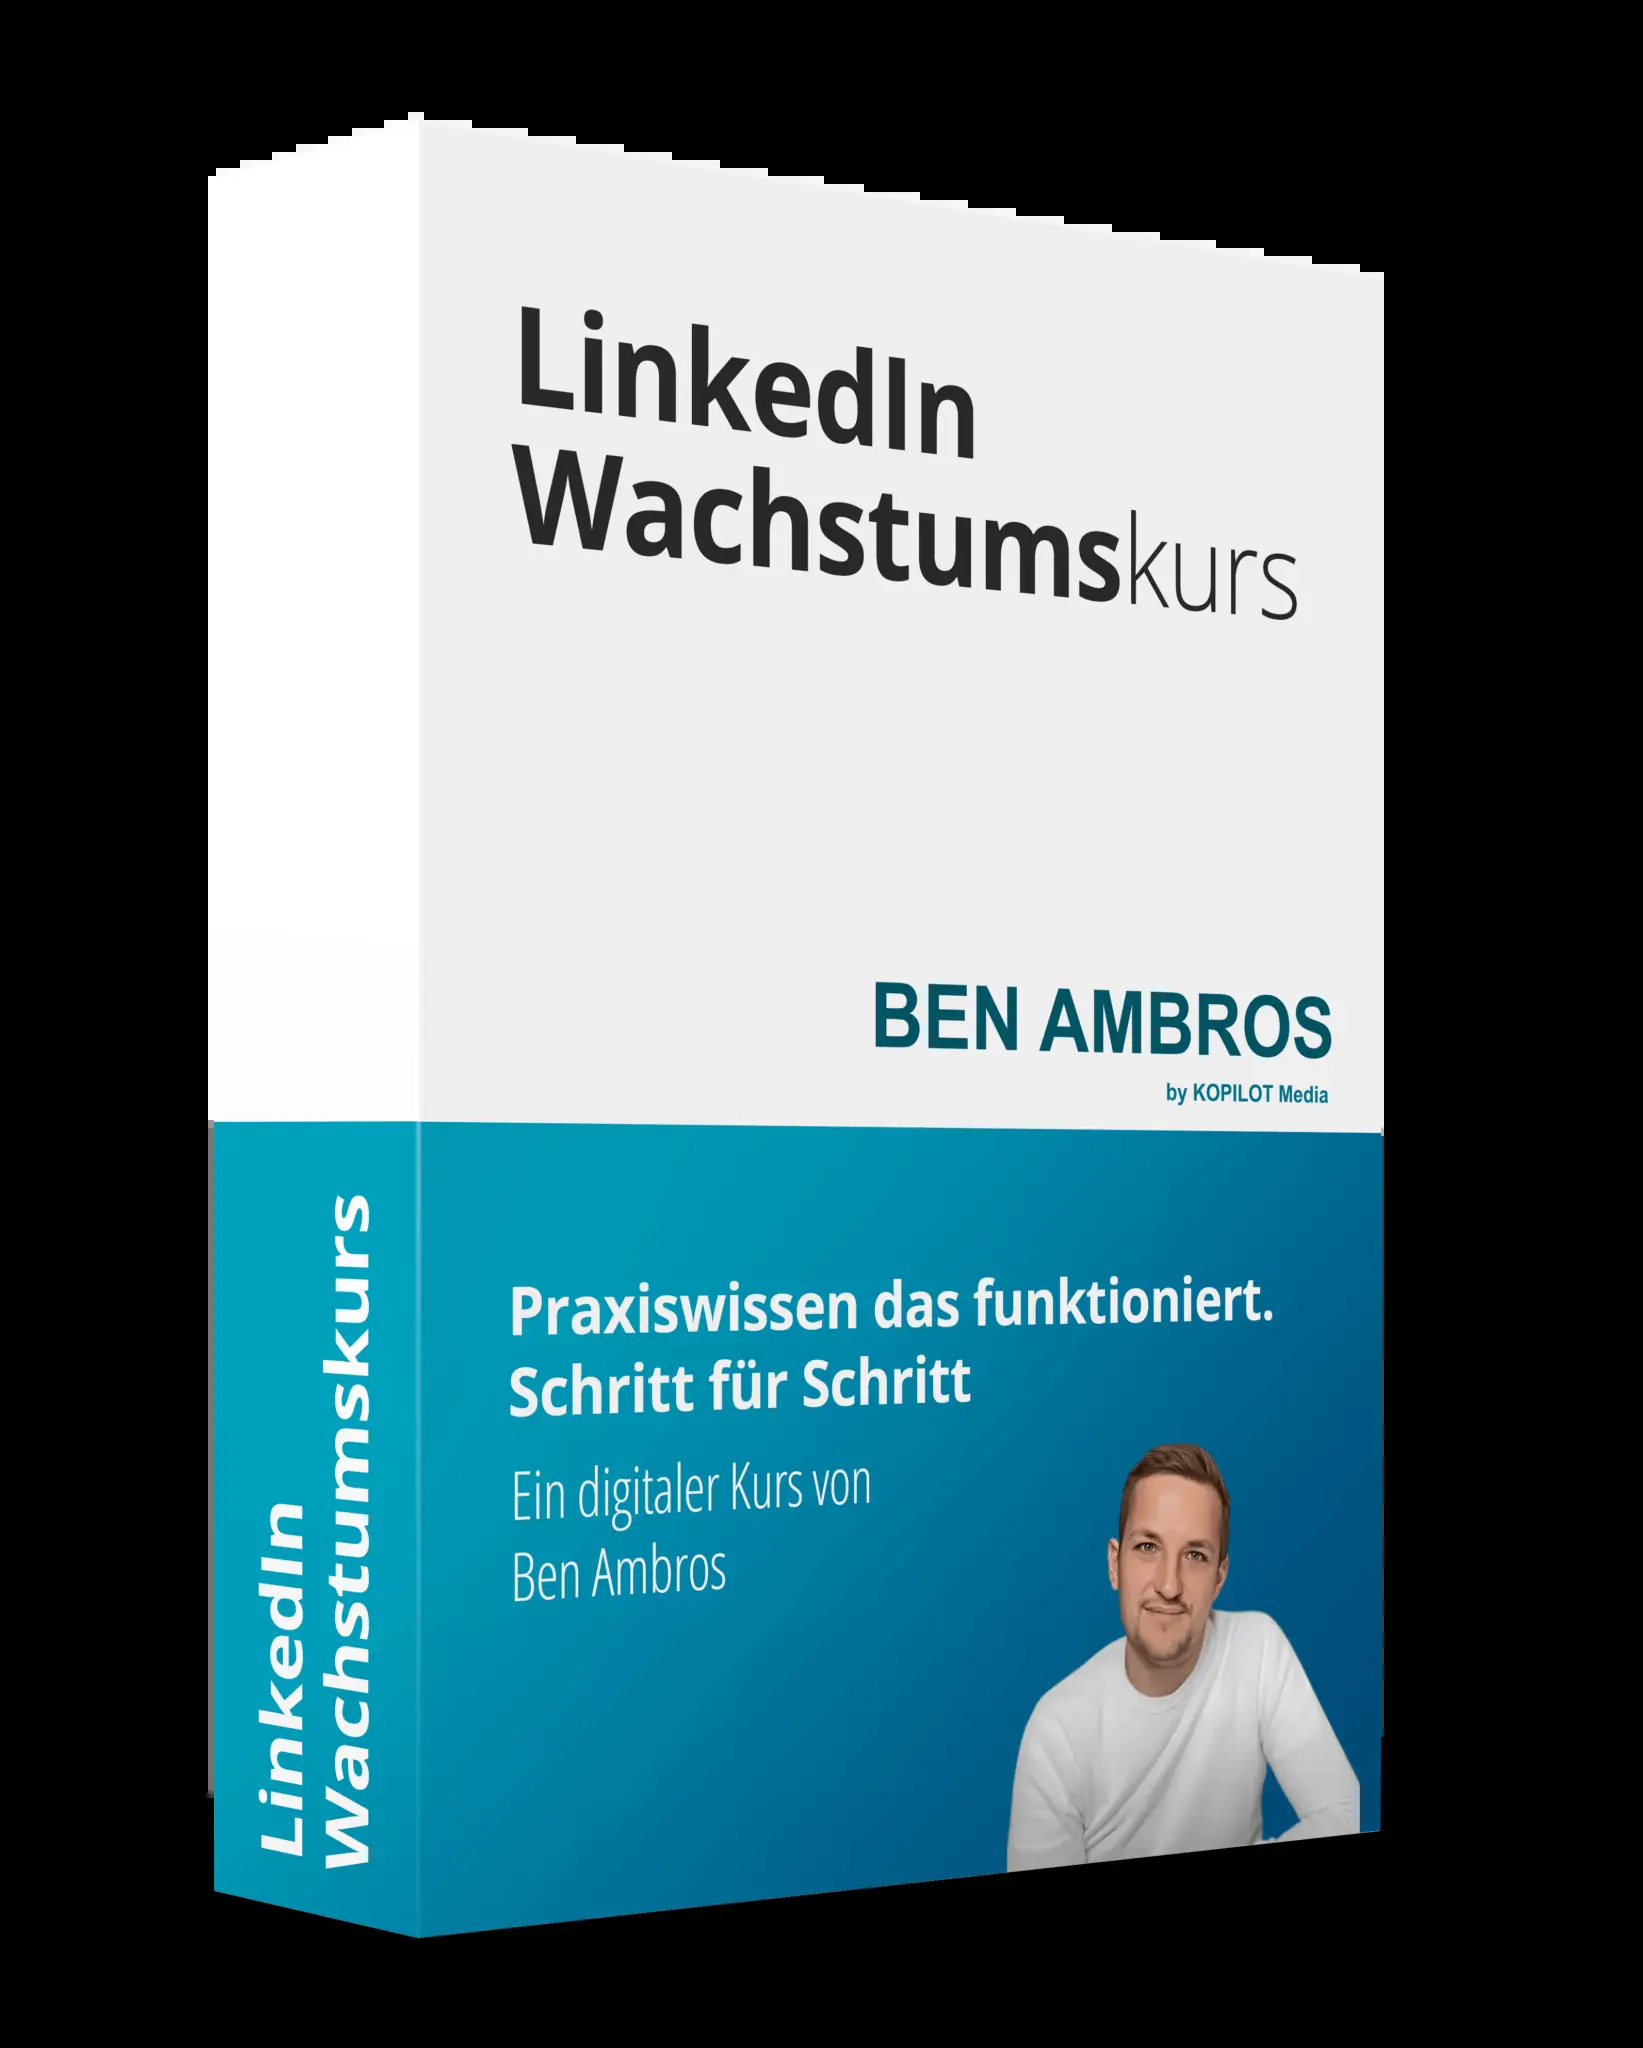 LinkedIn
Wachstumskurs
BEN AMBROS
by KOPILOT Media
Praxiswissen das funktioniert.
Schritt für Schritt
Ein digitaler Kurs von
Ben Ambros
LinkedIn
Wachstumskurs